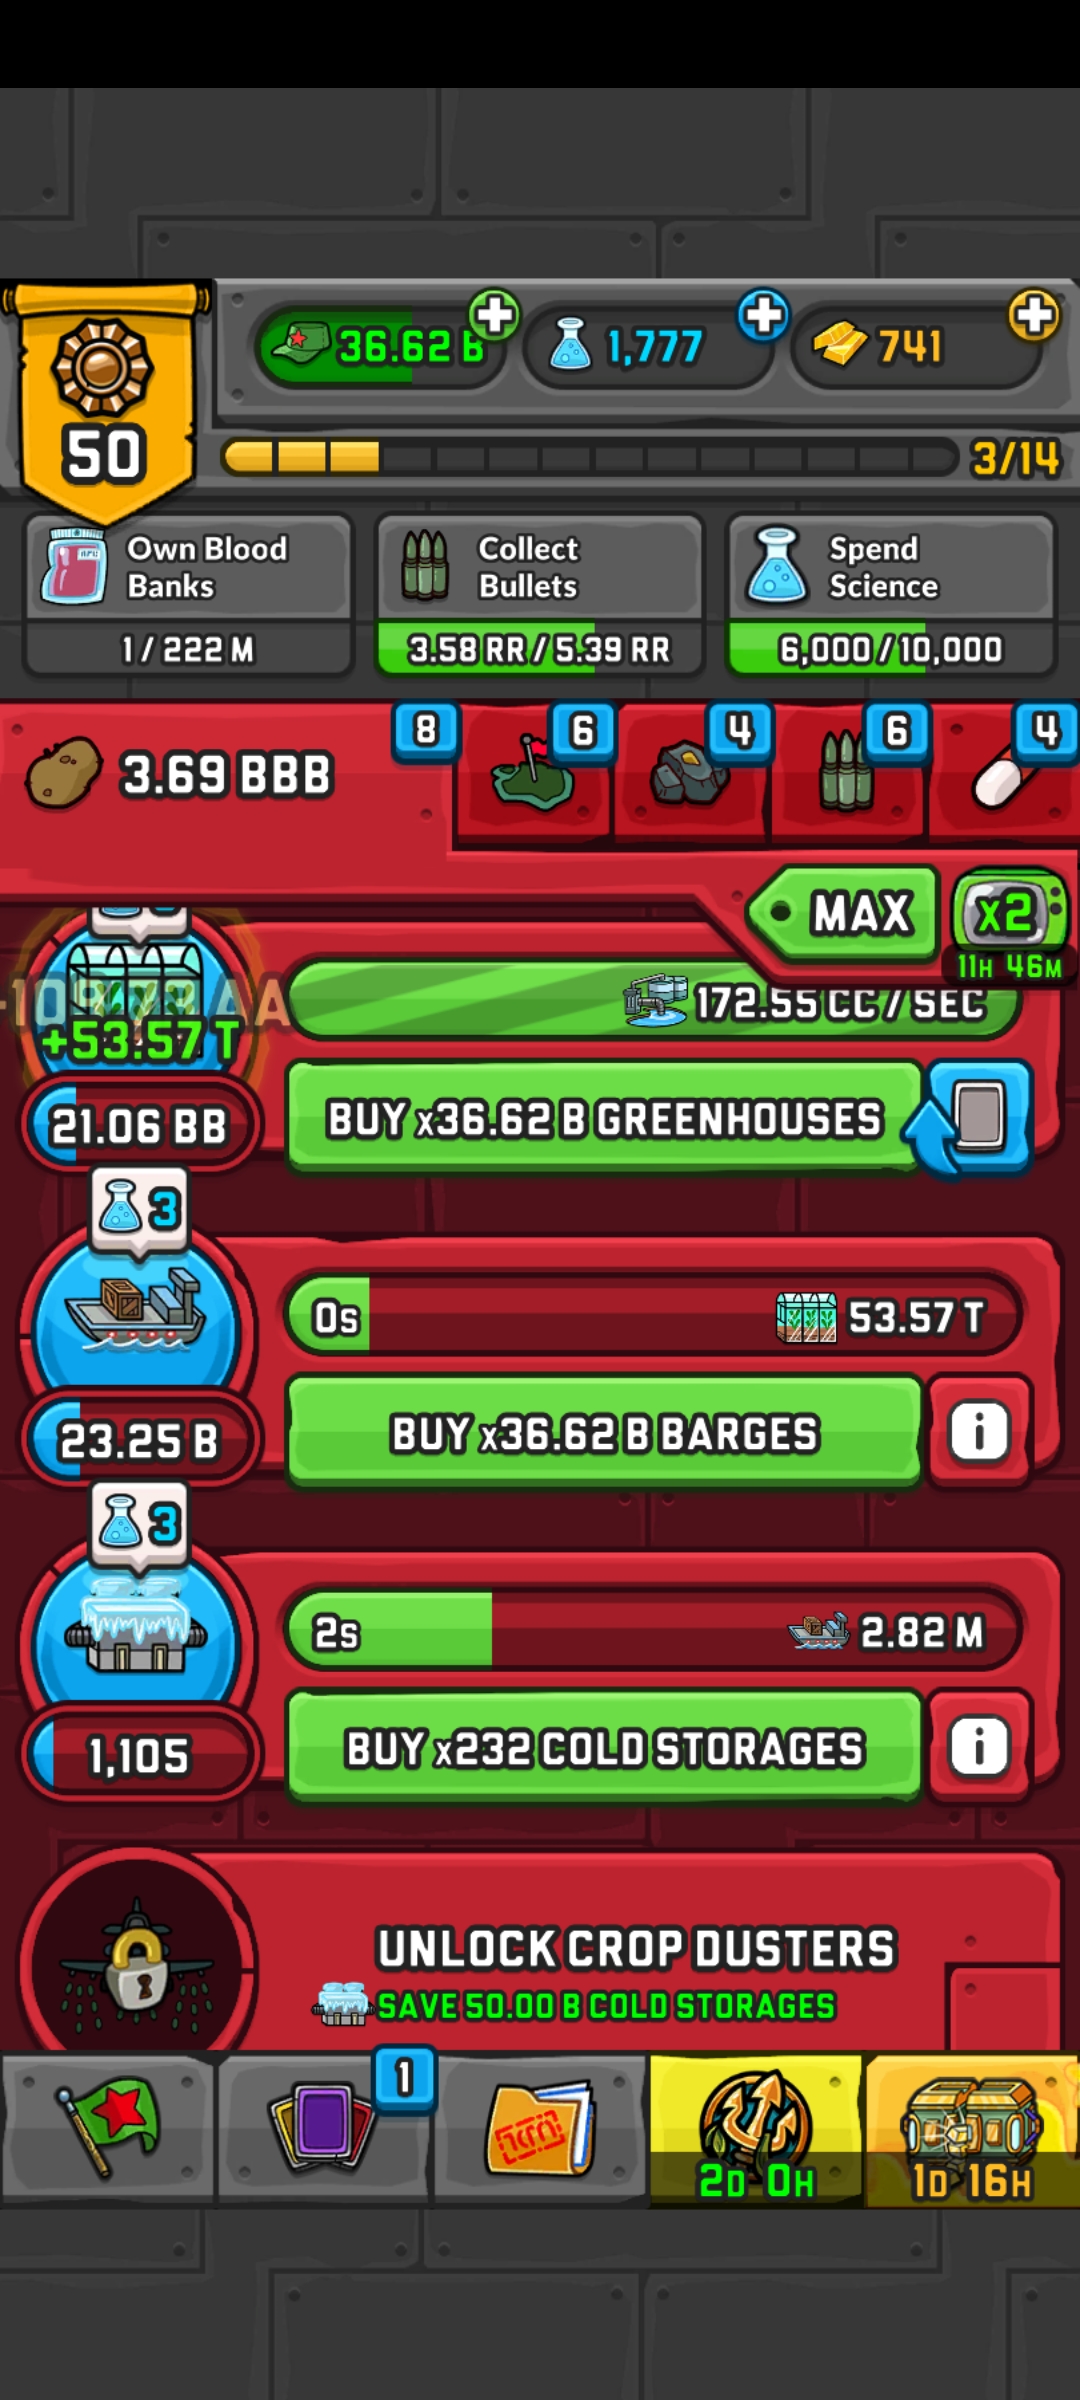 36.62 B
1,777
741
50
3/14
Own Blood
Banks
1 / 222 M
Collect
Bullets
3.58 RR / 5.39 RR
Spend
Science
6,000 / 10,000
3.69 BBB
8
6
4
6
4
MAX
x2
11H 46M
+53.57 T
172.55 CC / SEC
21.06 BB
BUY x36.62 B GREENHOUSES
3
0s
53.57 T
23.25 B
BUY x36.62 B BARGES
i
3
2s
2.82 M
1,105
BUY x232 COLD STORAGES
i
UNLOCK CROP DUSTERS
SAVE 50.00 B COLD STORAGES
1
2D 0H
1D 16H